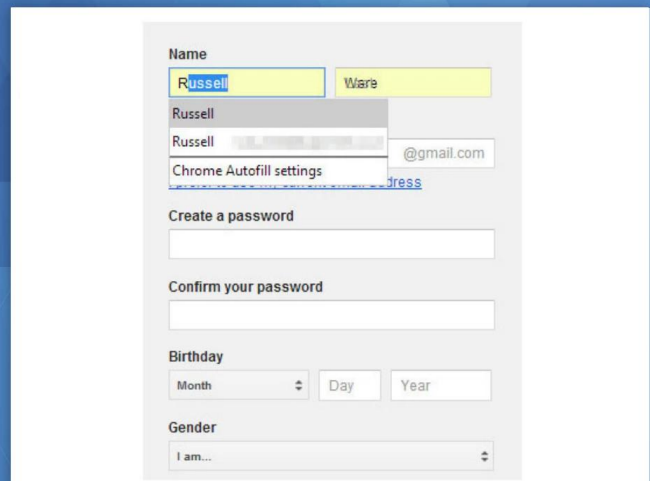 Name
Russell Ware
Russell
Russell
@gmail.com
Chrome Autofill settings
address
Create a password
Confirm your password
Birthday
Month Day Year
Gender
I am...